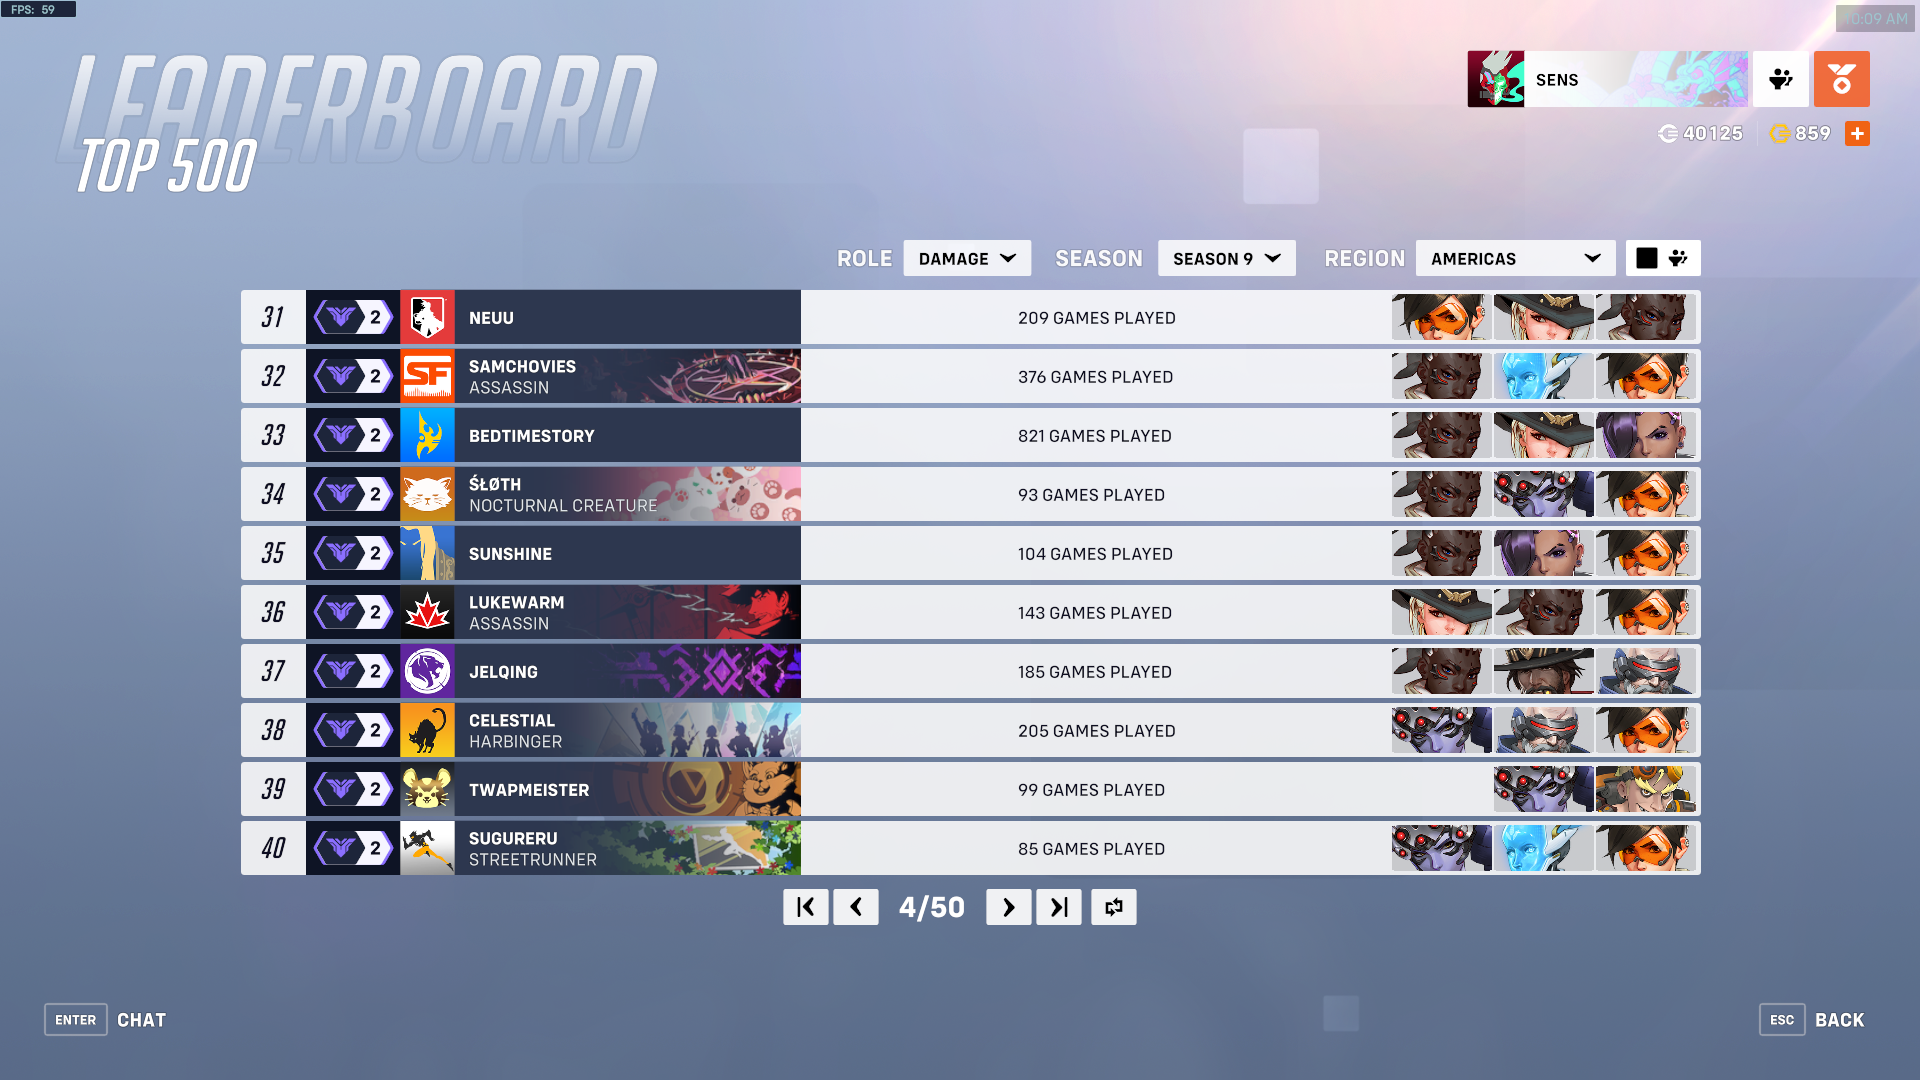 FPS: 59
10:09 AM
LEADERBOARD
TOP 500
SENS
40125 859
ROLE DAMAGE SEASON SEASON 9 REGION AMERICAS
31 2 NEUU 209 GAMES PLAYED
32 2 SF SAMCHOVIES 376 GAMES PLAYED
ASSASSIN
33 2 BEDTIMESTORY 821 GAMES PLAYED
34 2 ŚŁØTH 93 GAMES PLAYED
NOCTURNAL CREATURE
35 2 SUNSHINE 104 GAMES PLAYED
36 2 LUKEWARM 143 GAMES PLAYED
ASSASSIN
37 2 JELQING 185 GAMES PLAYED
38 2 CELESTIAL 205 GAMES PLAYED
HARBINGER
39 2 TWAPMEISTER 99 GAMES PLAYED
40 2 SUGURERU 85 GAMES PLAYED
STREETRUNNER
4/50
ENTER CHAT
ESC BACK